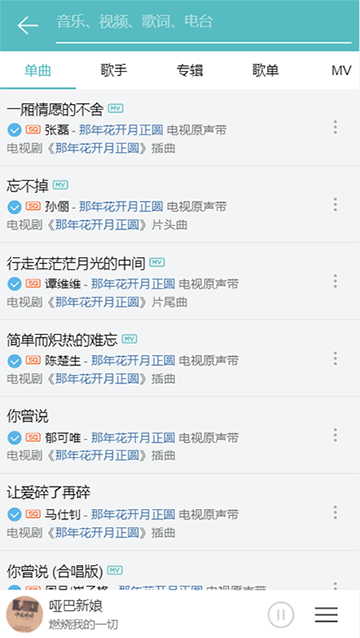 音乐、视频、歌词、电台
单曲 歌手 专辑 歌单 MV
一厢情愿的不舍 MV
SQ 张磊 - 那年花开月正圆 电视原声带
电视剧《那年花开月正圆》插曲
忘不掉 MV
SQ 孙俪 - 那年花开月正圆 电视原声带
电视剧《那年花开月正圆》片头曲
行走在茫茫月光的中间 MV
SQ 谭维维 - 那年花开月正圆 电视原声带
电视剧《那年花开月正圆》片尾曲
简单而炽热的难忘 MV
SQ 陈楚生 - 那年花开月正圆 电视原声带
电视剧《那年花开月正圆》插曲
你曾说
SQ 郁可唯 - 那年花开月正圆 电视原声带
电视剧《那年花开月正圆》插曲
让爱碎了再碎
SQ 马仕钊 - 那年花开月正圆 电视原声带
电视剧《那年花开月正圆》插曲
你曾说 (合唱版) MV
那年花开月正圆 电视原声带
哑巴新娘
燃烧我的一切